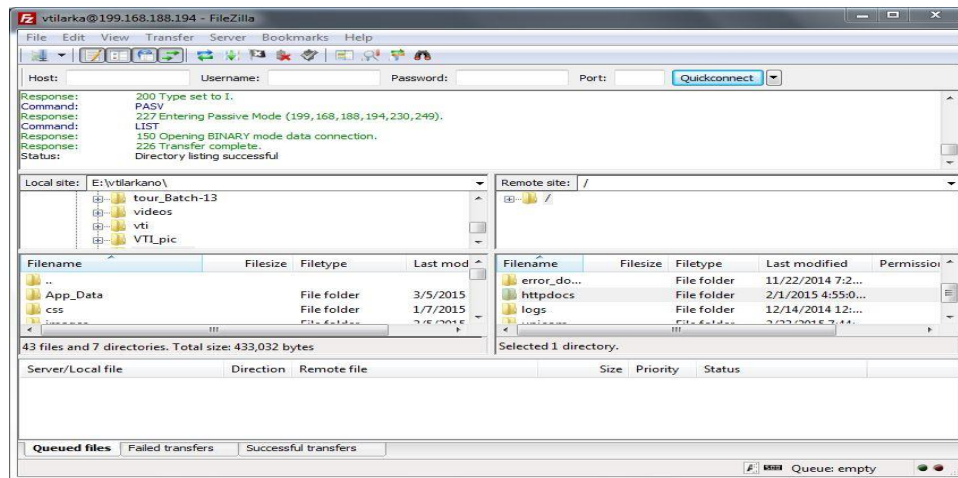 vtilarka@199.168.188.194 - FileZilla
File Edit View Transfer Server Bookmarks Help
Host: Username: Password: Port: Quickconnect
Response: 200 Type set to I.
Command: PASV
Response: 227 Entering Passive Mode (199,168,188,194,230,249).
Command: LIST
Response: 150 Opening BINARY mode data connection.
Response: 226 Transfer complete.
Status: Directory listing successful
Local site: E:\vtilarkano\
Remote site: /
tour_Batch-13
videos
vti
VTI_pic
/
Filename Filesize Filetype Last mod
..
App_Data File folder 3/5/2015
css File folder 1/7/2015
43 files and 7 directories. Total size: 433,032 bytes
Filename Filesize Filetype Last modified Permission
error_do... File folder 11/22/2014 7:2...
httpdocs File folder 2/1/2015 4:55:0...
logs File folder 12/14/2014 12:...
Selected 1 directory.
Server/Local file Direction Remote file Size Priority Status
Queued files Failed transfers Successful transfers
Queue: empty